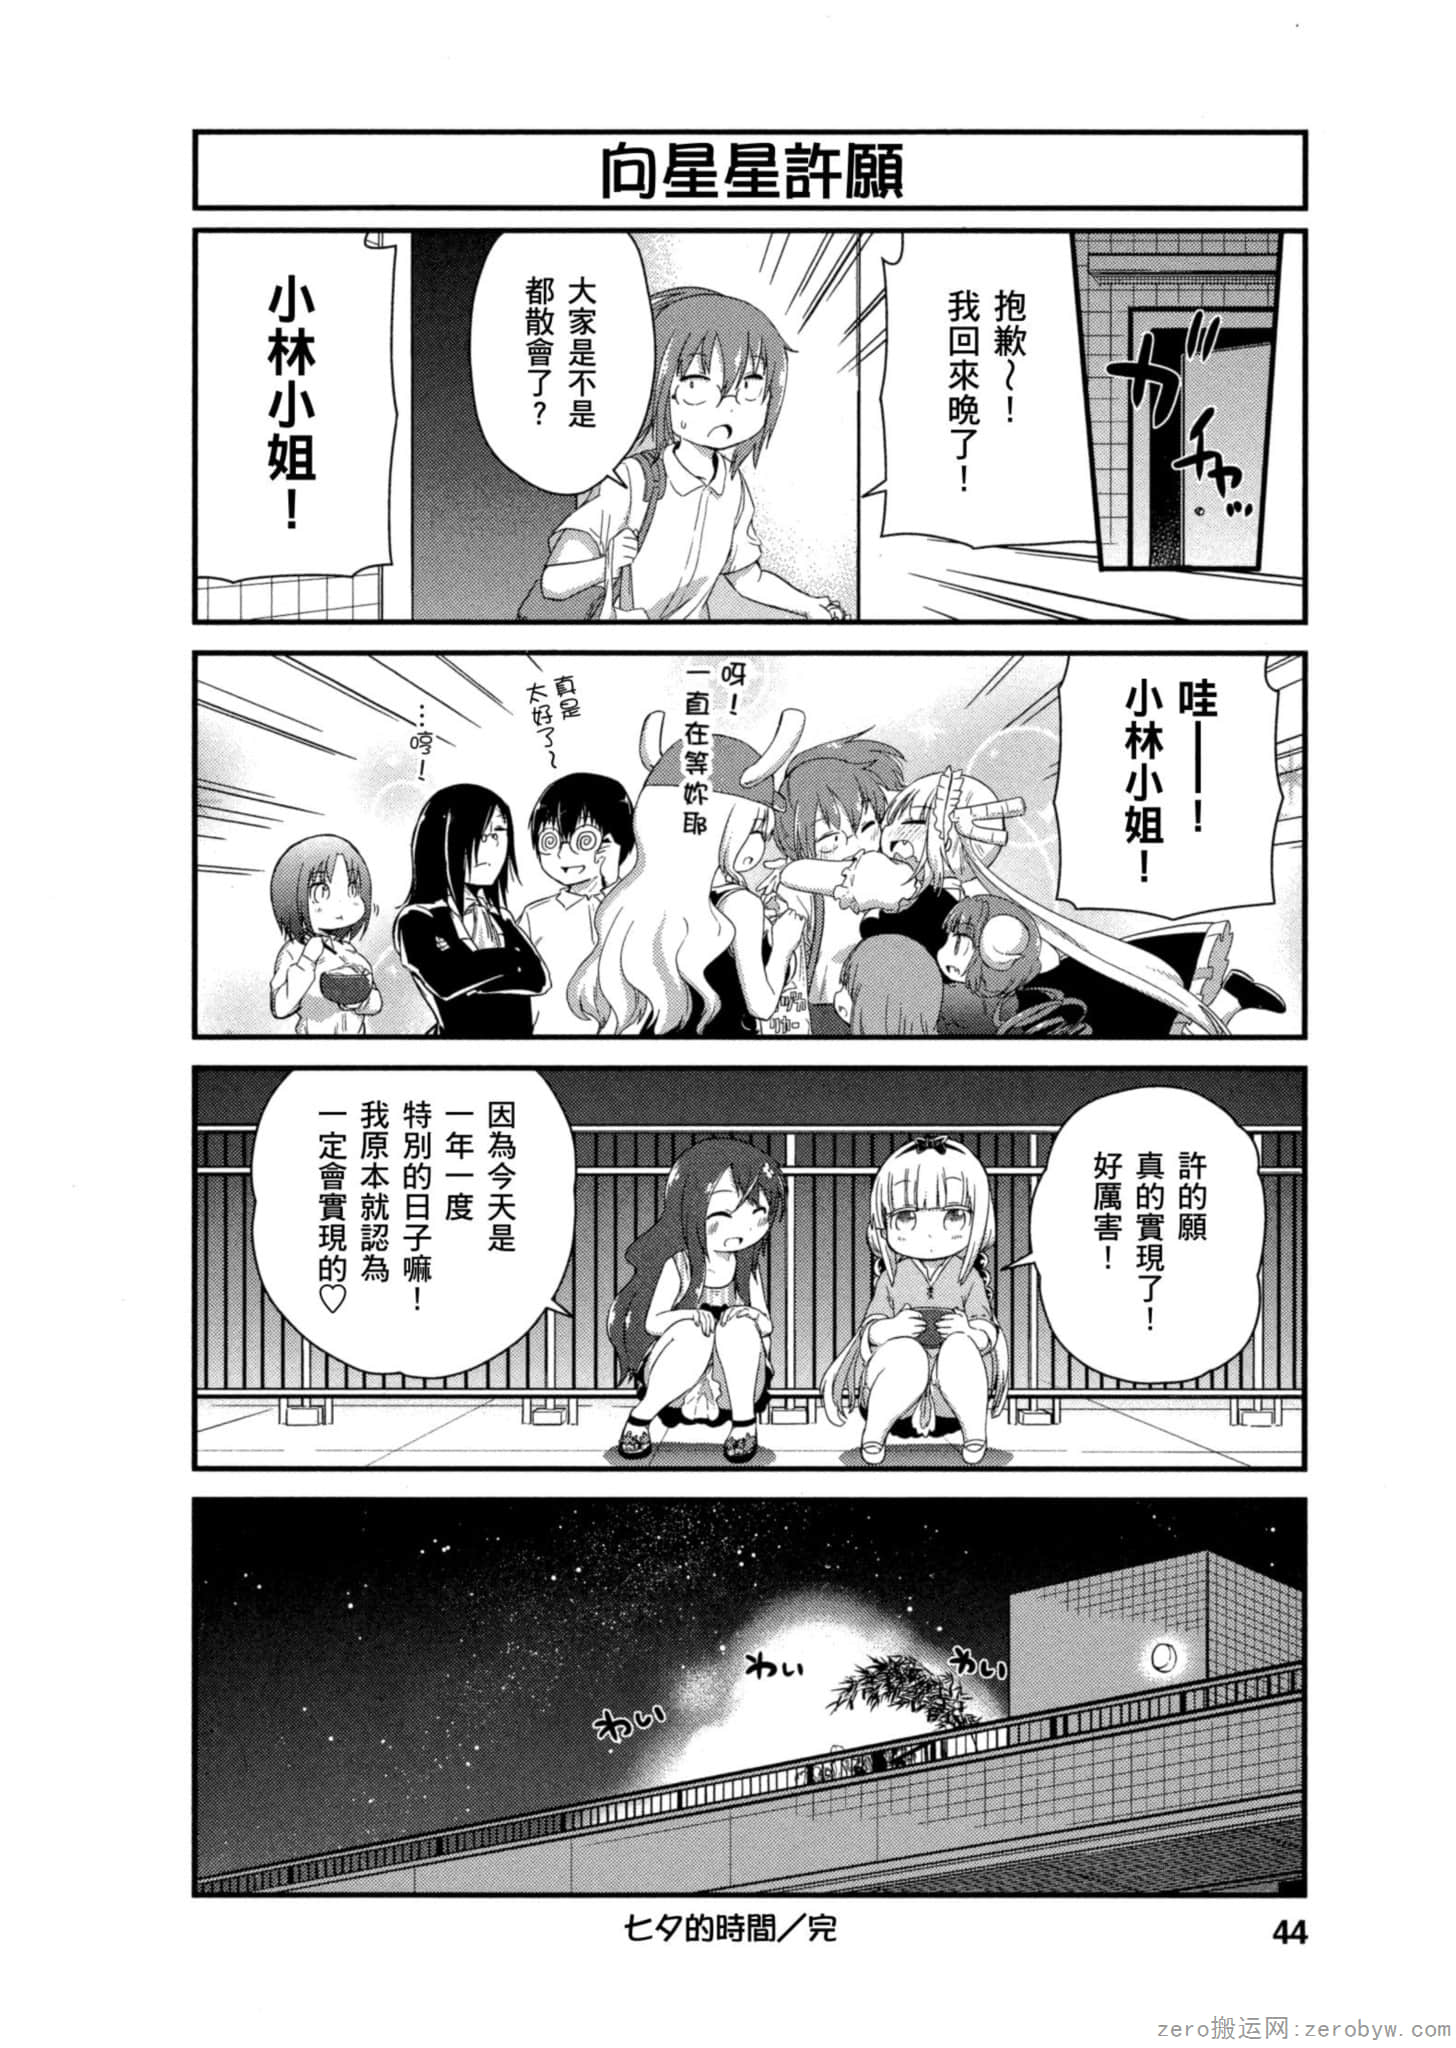 向星星許願
ガチャッ…
抱歉～！
我回來晚了！
大家是不是
都散會了？
小林小姐！
哇——！
小林小姐！
呀！
一直在等妳耶
真是
太好了～
…哼！
許的願
真的實現了！
好厲害！
因為今天是
一年一度
特別的日子嘛！
我原本就認為
一定會實現的♡
わいい
わいい
わいい
七夕的時間／完
44
zero搬运网:zerobyw.com